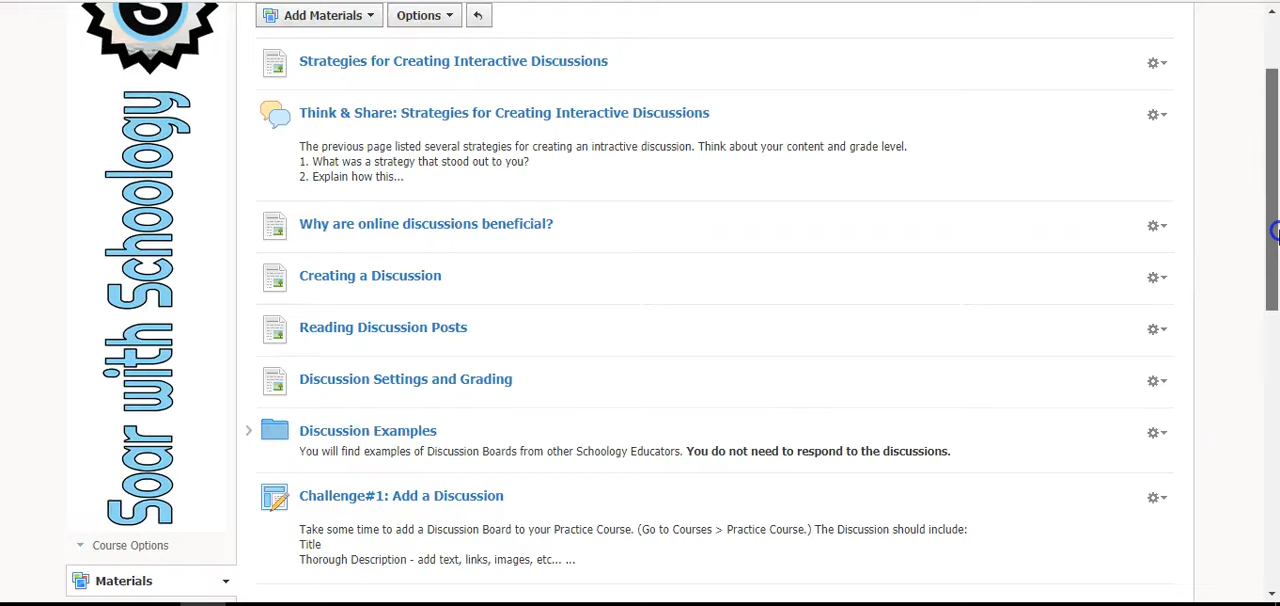 S
Soar with Schoology
Add Materials
Options
Strategies for Creating Interactive Discussions
Think & Share: Strategies for Creating Interactive Discussions
The previous page listed several strategies for creating an intractive discussion. Think about your content and grade level.
1. What was a strategy that stood out to you?
2. Explain how this...
Why are online discussions beneficial?
Creating a Discussion
Reading Discussion Posts
Discussion Settings and Grading
Discussion Examples
You will find examples of Discussion Boards from other Schoology Educators. You do not need to respond to the discussions.
Challenge#1: Add a Discussion
Take some time to add a Discussion Board to your Practice Course. (Go to Courses > Practice Course.) The Discussion should include:
Title
Thorough Description - add text, links, images, etc... ...
Course Options
Materials